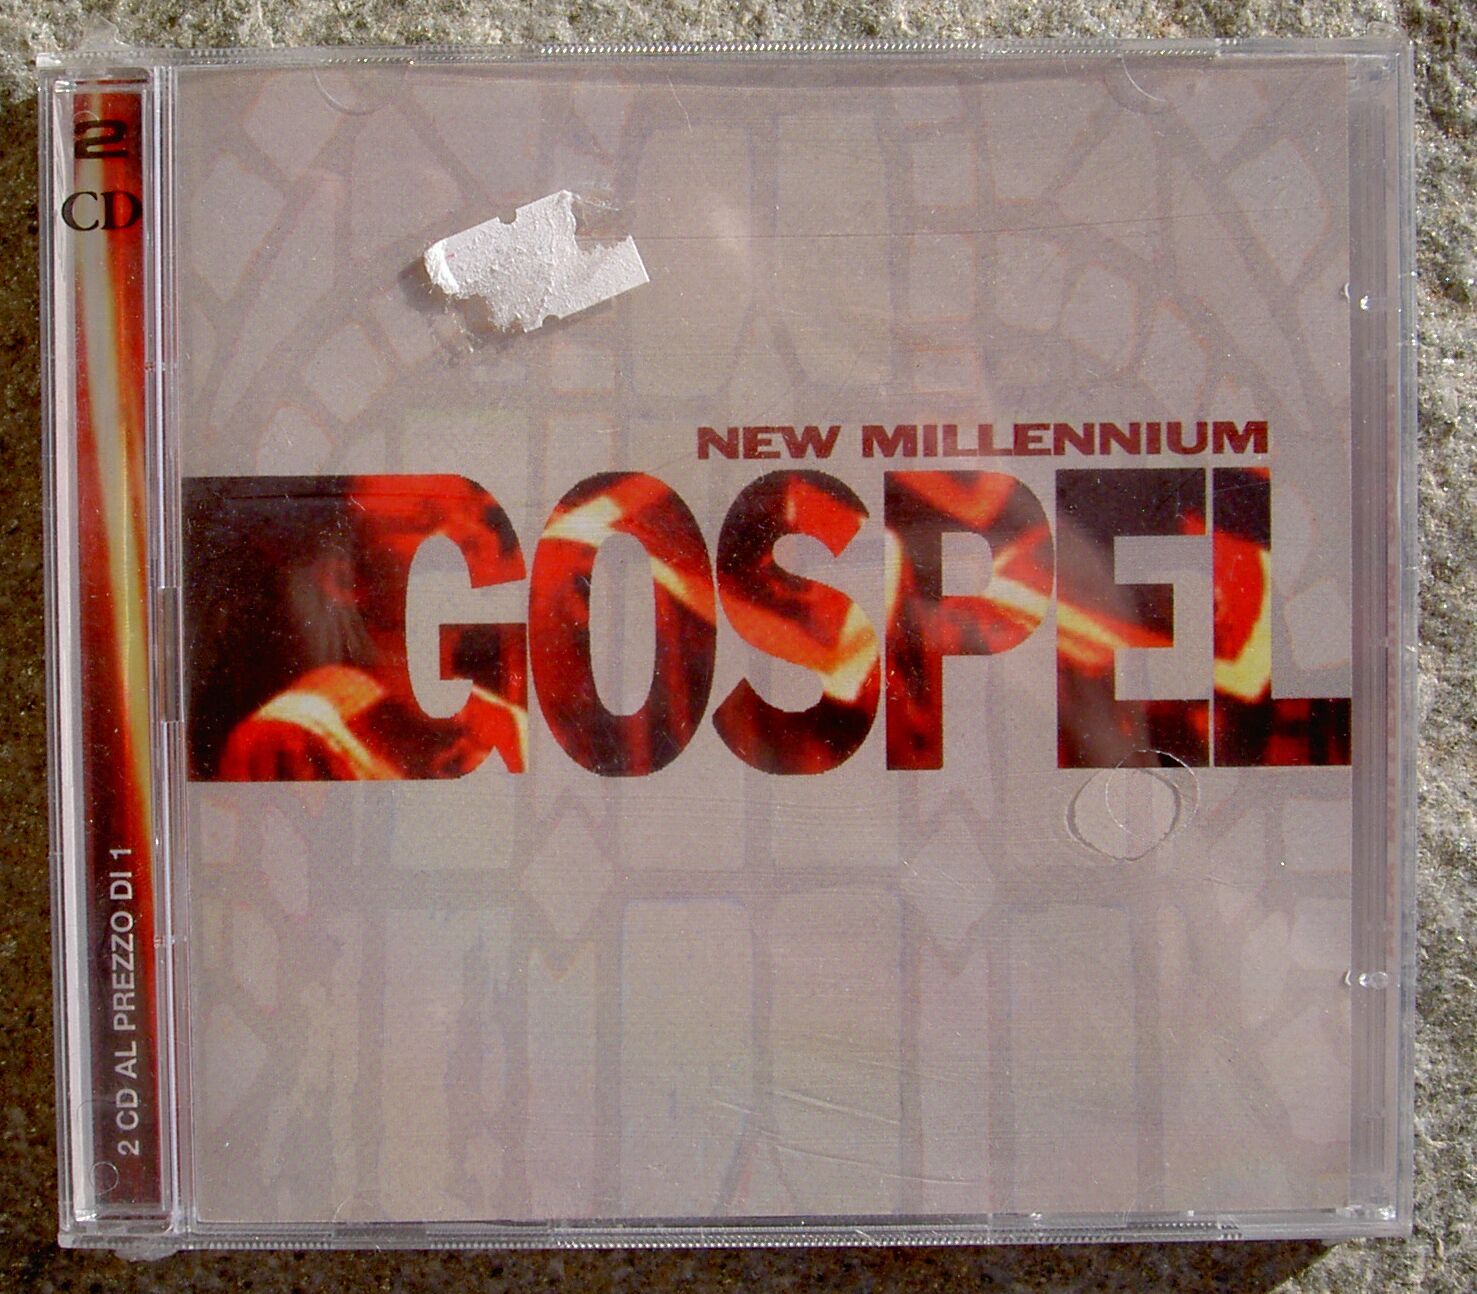 2
CD
2 CD AL PREZZO DI 1
NEW MILLENNIUM
GOSPEL